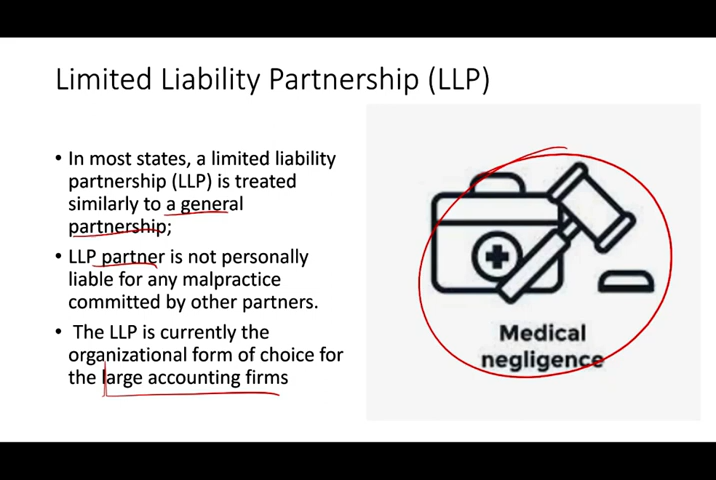 Limited Liability Partnership (LLP)
• In most states, a limited liability
partnership (LLP) is treated
similarly to a general
partnership;
• LLP partner is not personally
liable for any malpractice
committed by other partners.
• The LLP is currently the
organizational form of choice for
the large accounting firms
Medical
negligence